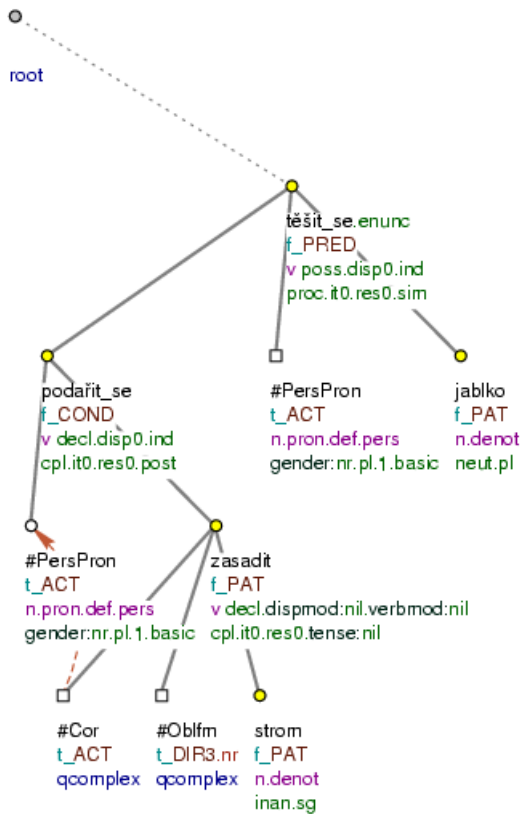 root
těšit_se.enunc
f_PRED
v poss.disp0.ind
proc.it0.res0.sim
podařit_se
f_COND
v decl.disp0.ind
cpl.it0.res0.post
#PersPron
t_ACT
n.pron.def.pers
gender:nr.pl.1.basic
jablko
f_PAT
n.denot
neut.pl
#PersPron
t_ACT
n.pron.def.pers
gender:nr.pl.1.basic
zasadit
f_PAT
v decl.dispmod:nil.verbmod:nil
cpl.it0.res0.tense:nil
#Cor
t_ACT
qcomplex
#Oblfm
t_DIR3.nr
qcomplex
strom
f_PAT
n.denot
inan.sg